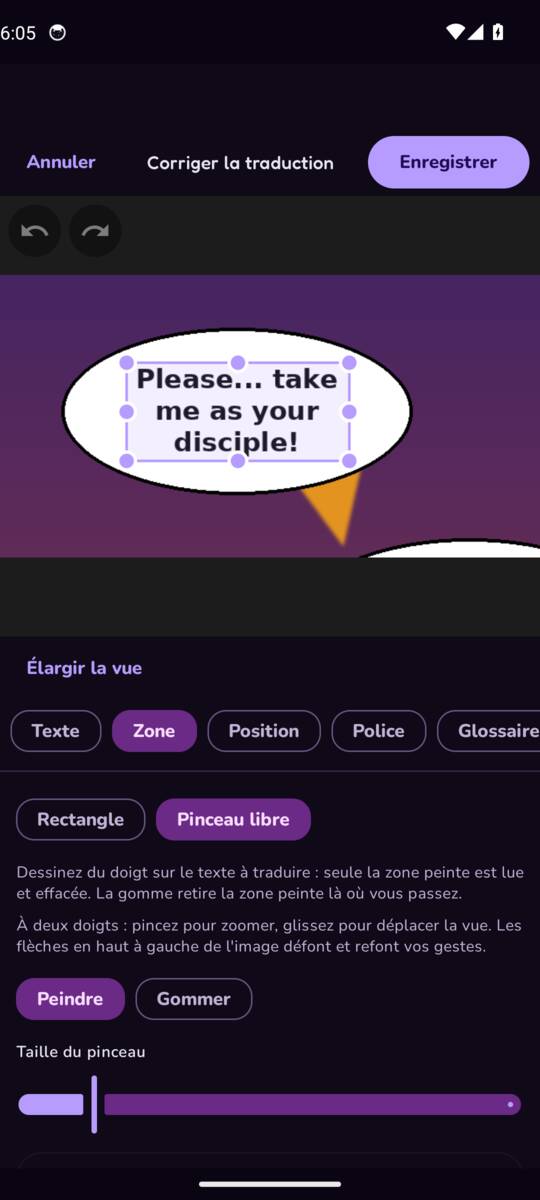 6:05
Annuler
Corriger la traduction
Enregistrer
Please... take
me as your
disciple!
Élargir la vue
Texte
Zone
Position
Police
Glossaire
Rectangle
Pinceau libre
Dessinez du doigt sur le texte à traduire : seule la zone peinte est lue
et effacée. La gomme retire la zone peinte là où vous passez.
À deux doigts : pincez pour zoomer, glissez pour déplacer la vue. Les
flèches en haut à gauche de l'image défont et refont vos gestes.
Peindre
Gommer
Taille du pinceau